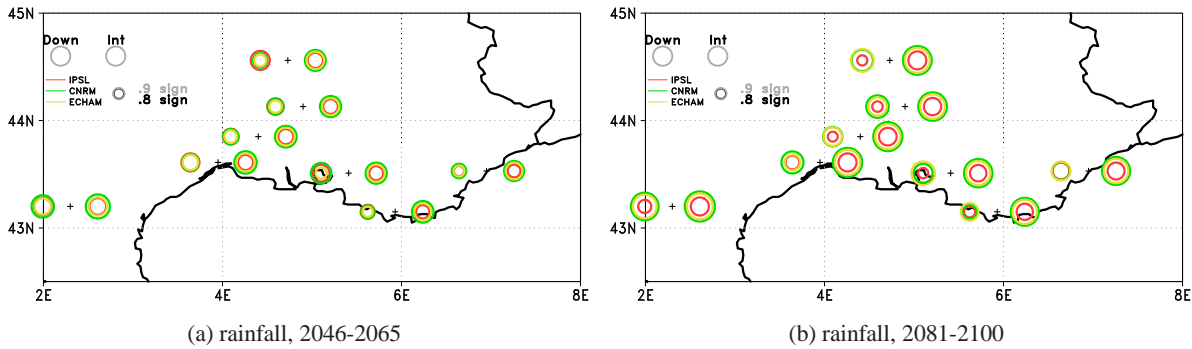 45N
Down Int
IPSL
CNRM
ECHAM
.9 sign
.8 sign
44N
43N
2E 4E 6E 8E
(a) rainfall, 2046-2065
45N
Down Int
IPSL
CNRM
ECHAM
.9 sign
.8 sign
44N
43N
2E 4E 6E 8E
(b) rainfall, 2081-2100